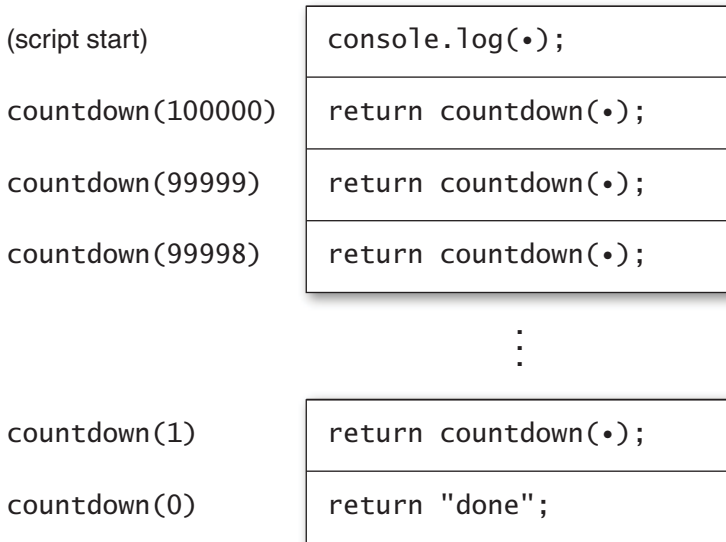 (script start) console.log(•);
countdown(100000) return countdown(•);
countdown(99999) return countdown(•);
countdown(99998) return countdown(•);
⋮
countdown(1) return countdown(•);
countdown(0) return "done";